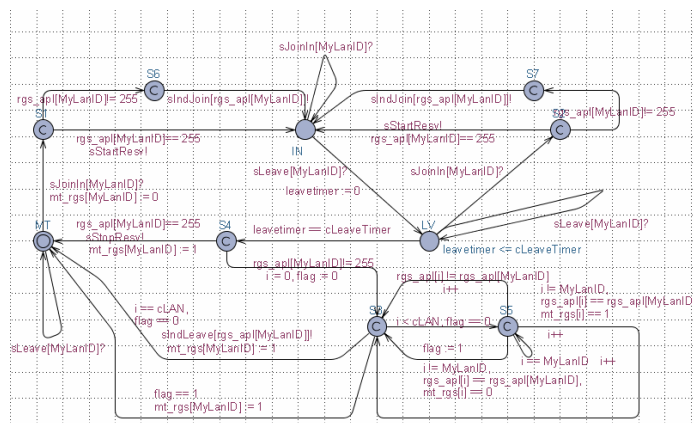 sJoinIn[MyLanID]?
S6
S7
rgs_apl[MyLanID]!= 255
sIndJoin[rgs_apl[MyLanID]]!
sIndJoin[rgs_apl[MyLanID]]!
rgs_apl[MyLanID]!= 255
S1
C
C
C
C
rgs_apl[MyLanID]== 255
sStartResv!
IN
sStartResv!
rgs_apl[MyLanID]== 255
sLeave[MyLanID]?
leavetimer := 0
sJoinIn[MyLanID]?
sJoinIn[MyLanID]?
mt_rgs[MyLanID] := 0
MT
rgs_apl[MyLanID]== 255
sStopResv!
mt_rgs[MyLanID] := 1
S4
C
leavetimer == cLeaveTimer
LV
sLeave[MyLanID]?
leavetimer <= cLeaveTimer
rgs_apl[MyLanID]!= 255
i := 0, flag := 0
rgs_apl[i] != rgs_apl[MyLanID]
i++
i != MyLanID,
rgs_apl[i] == rgs_apl[MyLanID
mt_rgs[i] == 1
i++
i == cLAN,
flag == 0
sIndLeave[rgs_apl[MyLanID]]!
mt_rgs[MyLanID] := 1
C
i < cLAN, flag == 0
S5
C
sLeave[MyLanID]?
flag := 1
i == MyLanID
i++
i != MyLanID,
rgs_apl[i] == rgs_apl[MyLanID],
mt_rgs[i] == 0
flag == 1
mt_rgs[MyLanID] := 1